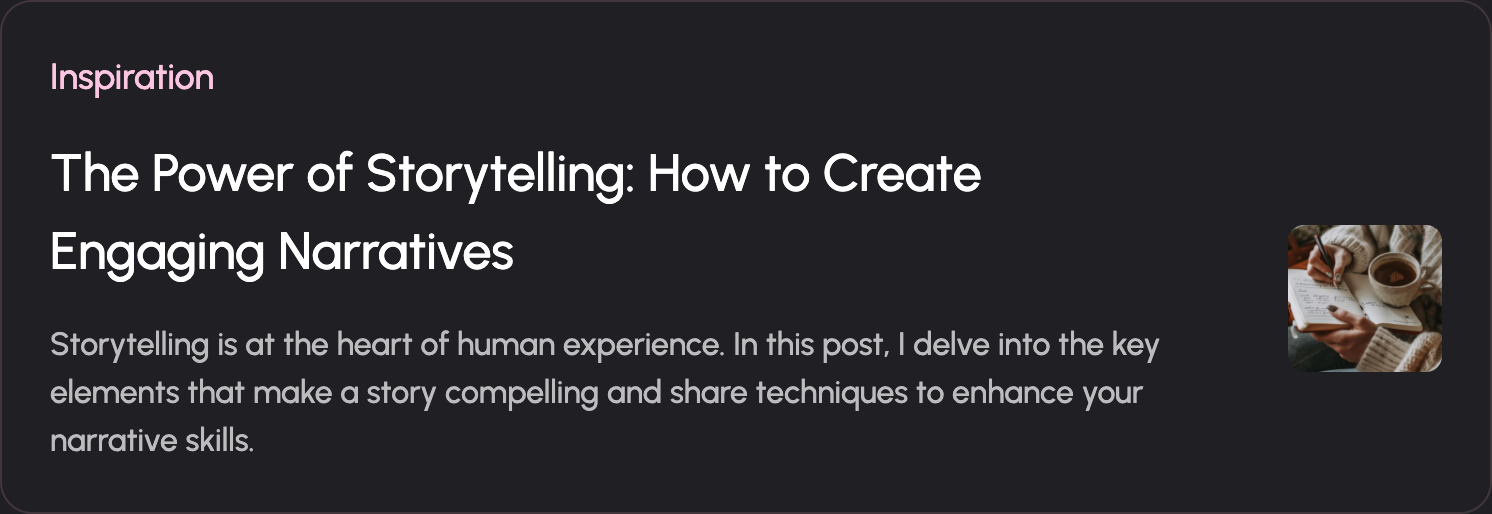 Inspiration
The Power of Storytelling: How to Create
Engaging Narratives
Storytelling is at the heart of human experience. In this post, I delve into the key
elements that make a story compelling and share techniques to enhance your
narrative skills.